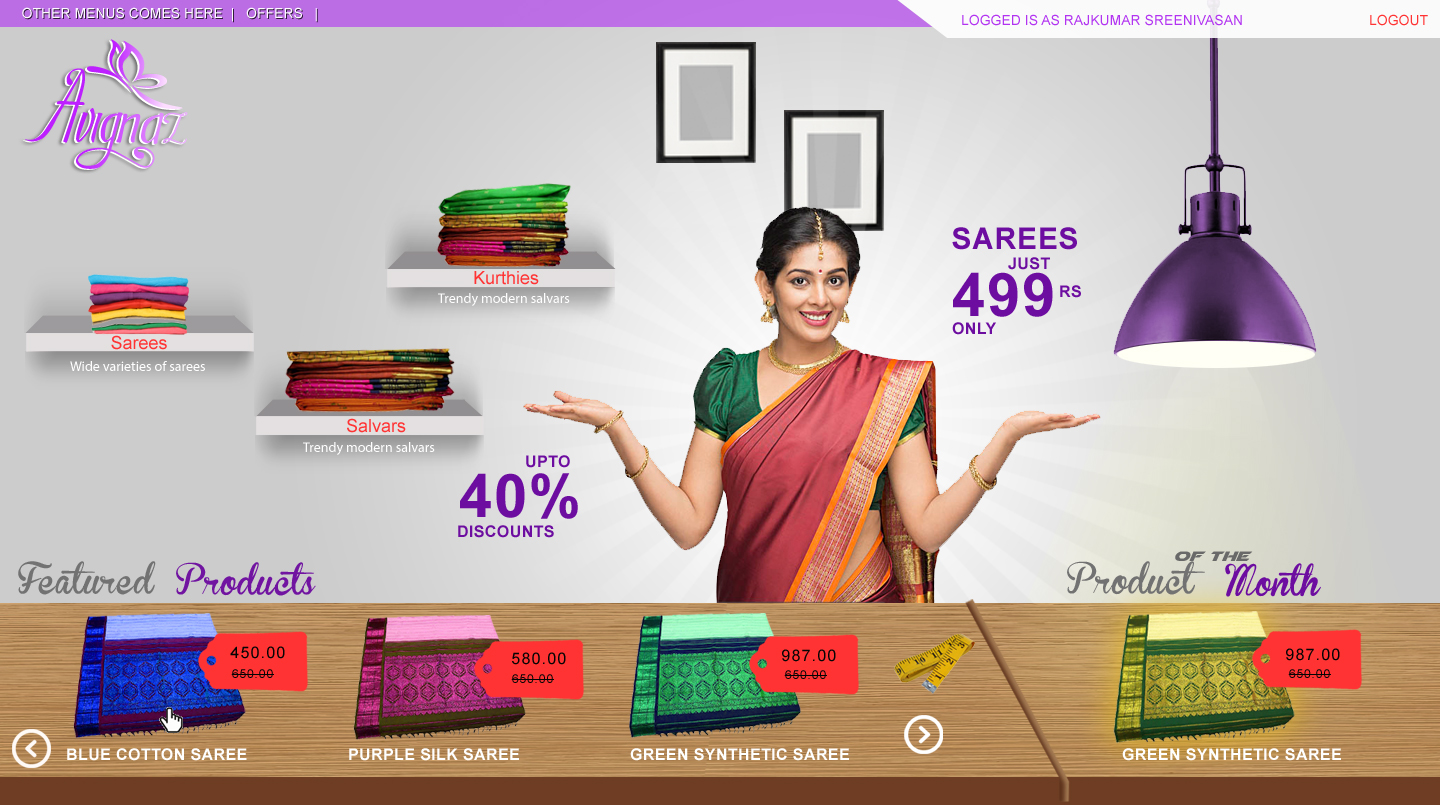 OTHER MENUS COMES HERE | OFFERS |
LOGGED IS AS RAJKUMAR SREENIVASAN
LOGOUT
Avignaz
Kurthies
Trendy modern salvars
Sarees
Wide varieties of sarees
Salvars
Trendy modern salvars
SAREES
JUST
499 RS
ONLY
UPTO
40%
DISCOUNTS
Featured Products
Product OF THE Month
450.00
650.00
BLUE COTTON SAREE
580.00
650.00
PURPLE SILK SAREE
987.00
650.00
GREEN SYNTHETIC SAREE
987.00
650.00
GREEN SYNTHETIC SAREE